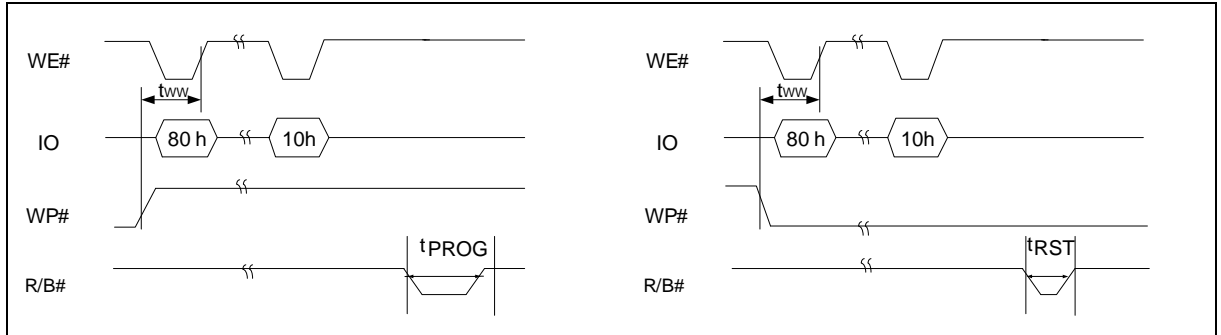 WE#
tWW
IO
80 h
10h
WP#
tPROG
R/B#
WE#
tWW
IO
80 h
10h
WP#
tRST
R/B#